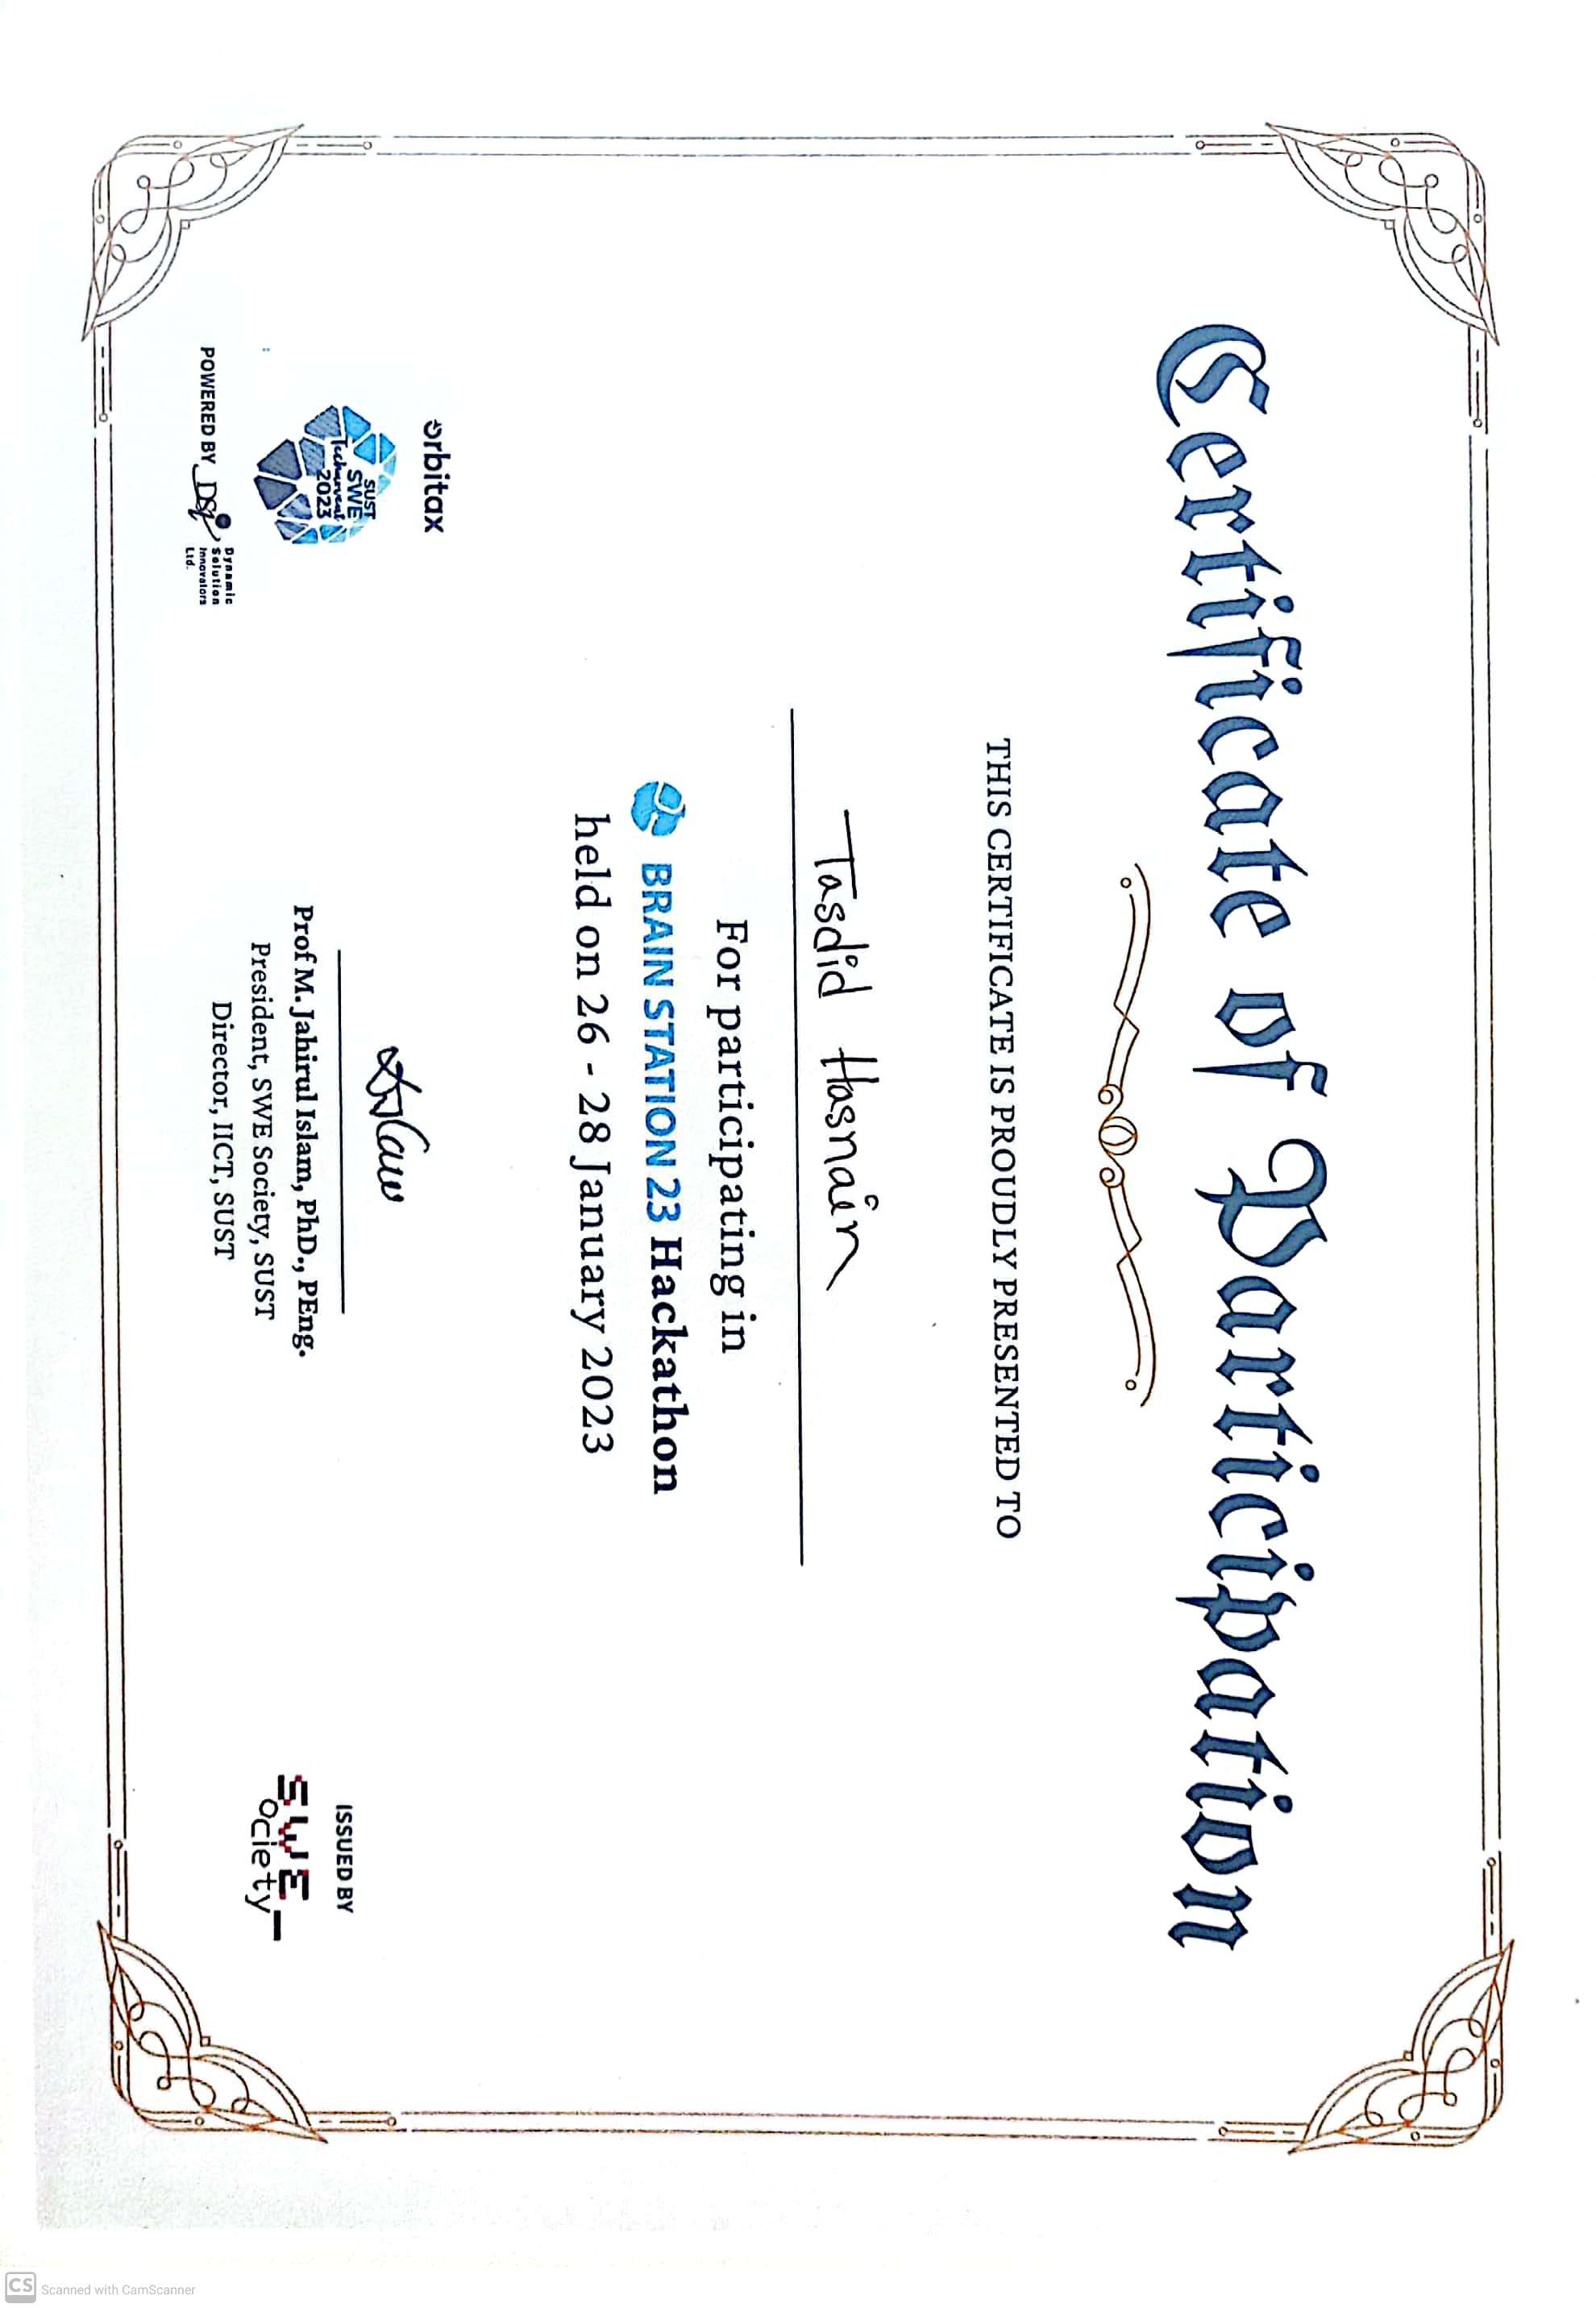 Certificate of Participation
THIS CERTIFICATE IS PROUDLY PRESENTED TO
Tasdid Hasnain
For participating in
BRAIN STATION 23 Hackathon
held on 26 - 28 January 2023
orbitax
SUST
SWE
Techarvest
2023
POWERED BY DSi Dynamic
Solution
Innovators
Ltd.
Prof M. Jahirul Islam, PhD., PEng.
President, SWE Society, SUST
Director, IICT, SUST
ISSUED BY
SWE_
Ociety
CS Scanned with CamScanner